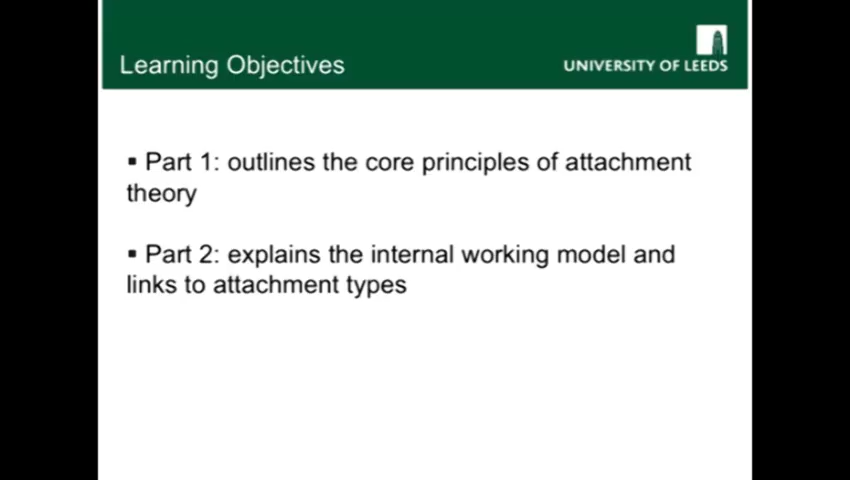 Learning Objectives
UNIVERSITY OF LEEDS
▪ Part 1: outlines the core principles of attachment
theory
▪ Part 2: explains the internal working model and
links to attachment types